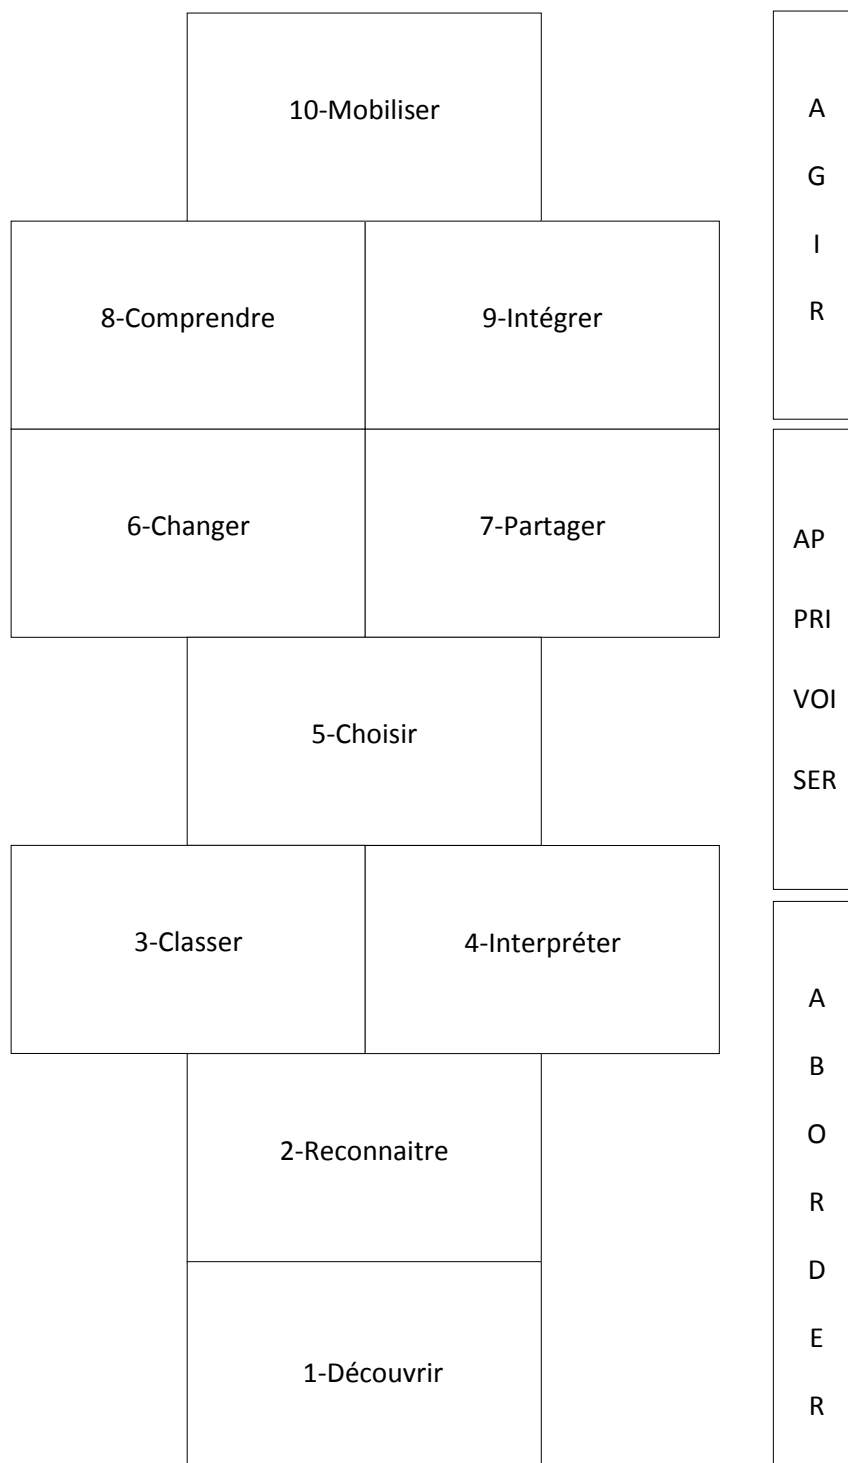 10-Mobiliser
8-Comprendre
9-Intégrer
6-Changer
7-Partager
5-Choisir
3-Classer
4-Interpréter
2-Reconnaitre
1-Découvrir
A
G
I
R
AP
PRI
VOI
SER
A
B
O
R
D
E
R